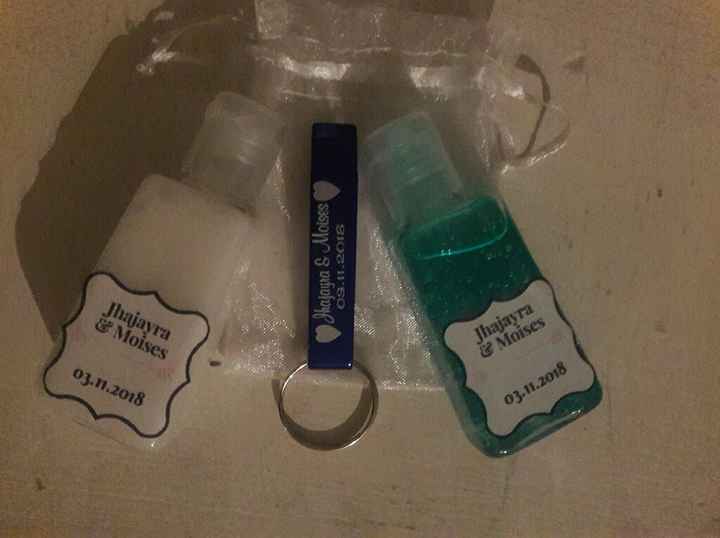 Jhajayra
& Moises
03.11.2018
Jhajayra & Moises
03.11.2018
Jhajayra
& Moises
03.11.2018